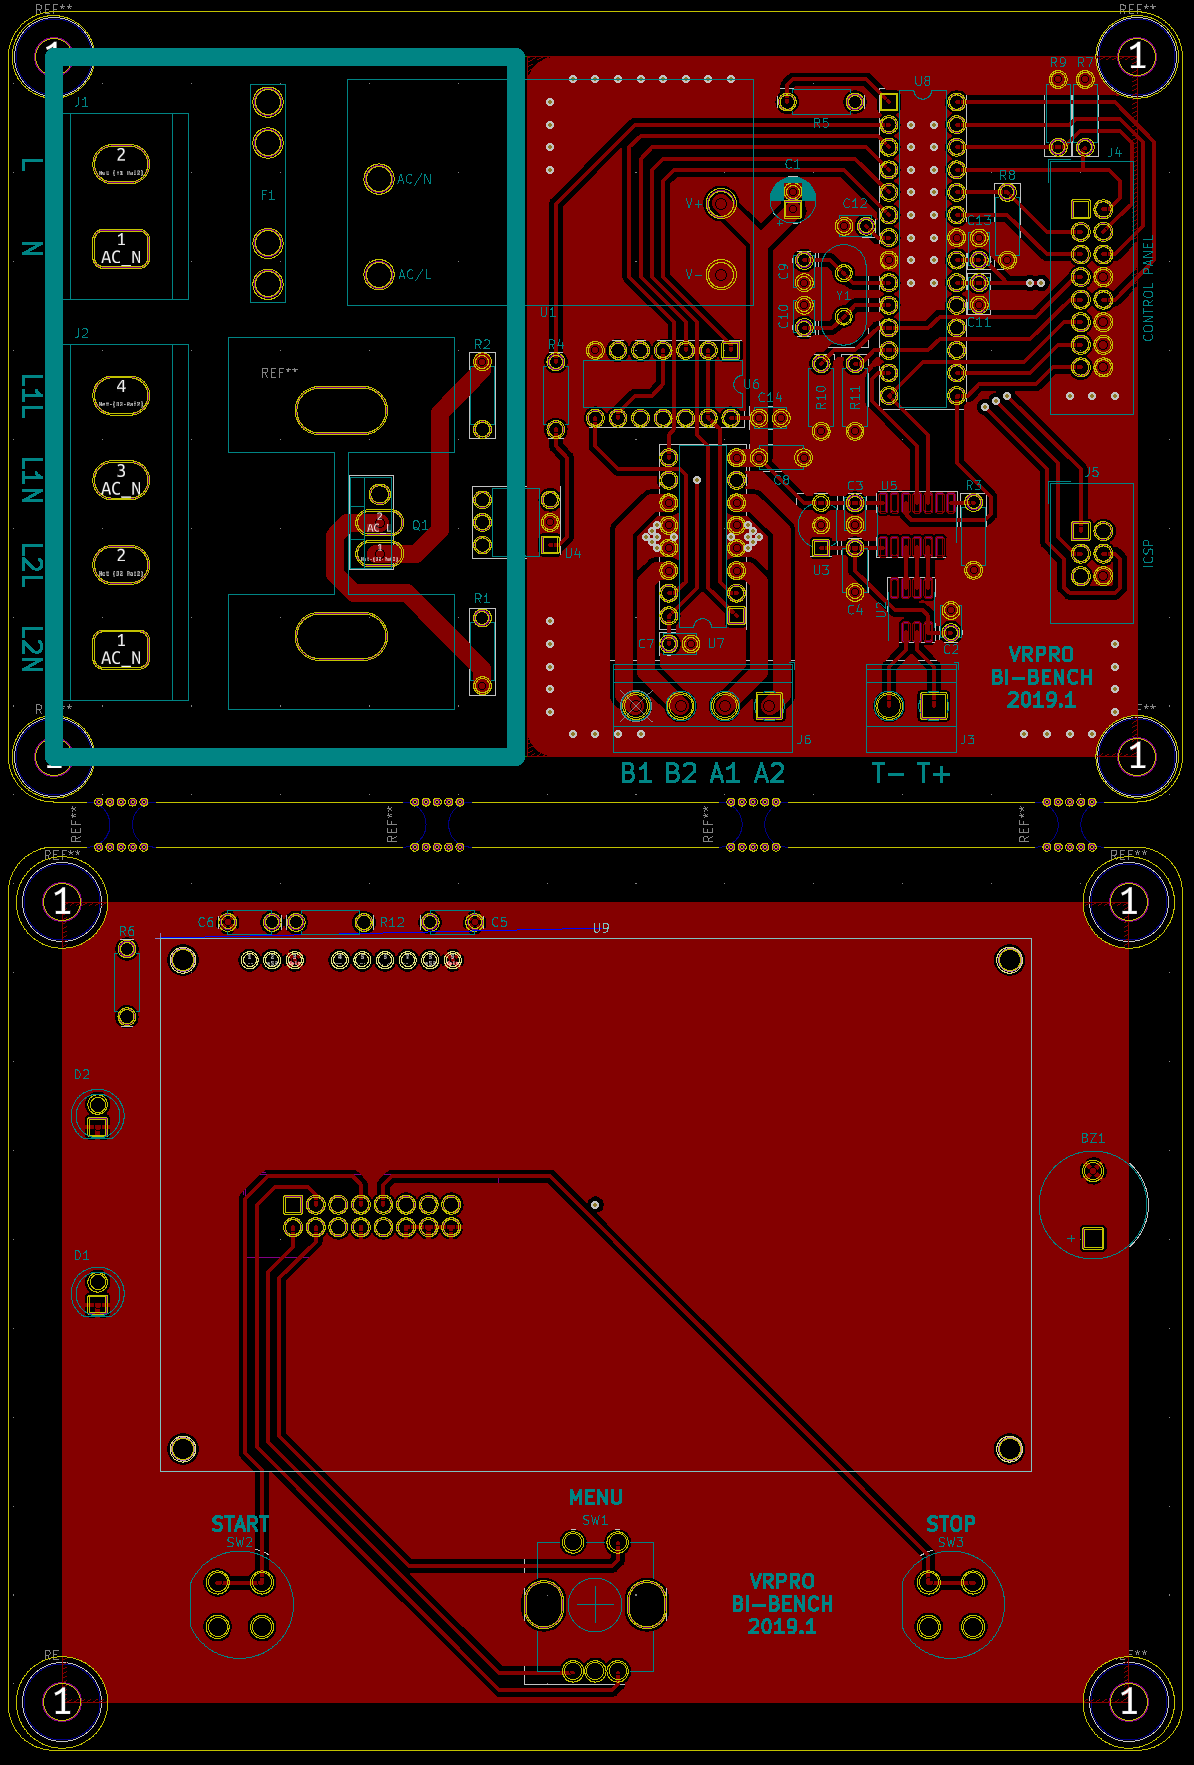 REF**
REF**
1
1
J1
L
2
N
1
AC_N
F1
AC/N
AC/L
V+
V-
U1
R5
C1
+
U8
R9
R7
J4
R8
C12
C13
C9
C10
Y1
C11
CONTROL PANEL
J2
L1L
4
L1N
3
AC_N
L2L
2
L2N
1
AC_N
REF**
R2
R4
U6
C14
R10
R11
C8
Q1
2
AC_L
1
U4
C3
U5
R3
J5
ICSP
U3
C4
U2
C2
R1
C7
U7
VRPRO
BI-BENCH
2019.1
J6
J3
1
B1 B2 A1 A2
T- T+
REF**
REF**
REF**
REF**
REF**
REF**
1
1
C6
R12
C5
U9
R6
D2
D1
BZ1
+
MENU
SW1
START
SW2
STOP
SW3
VRPRO
BI-BENCH
2019.1
1
1